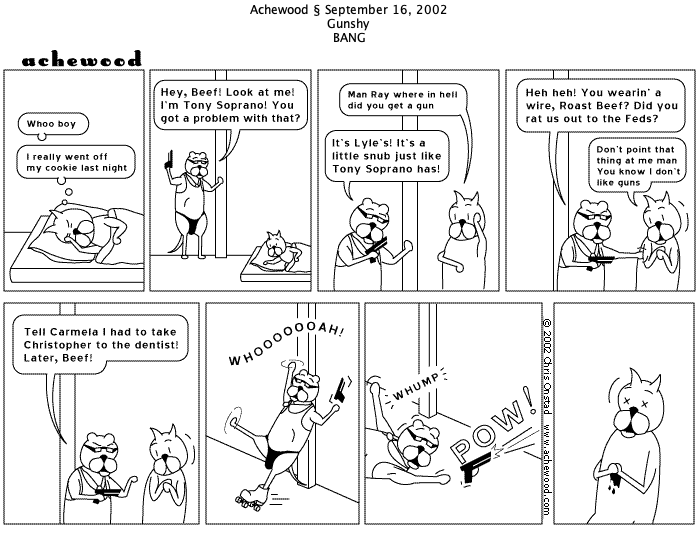 Achewood § September 16, 2002
Gunshy
BANG
achewood
Whoo boy
I really went off
my cookie last night
Hey, Beef! Look at me!
I'm Tony Soprano! You
got a problem with that?
Man Ray where in hell
did you get a gun
It's Lyle's! It's a
little snub just like
Tony Soprano has!
Heh heh! You wearin' a
wire, Roast Beef? Did you
rat us out to the Feds?
Don't point that
thing at me man
You know I don't
like guns
Tell Carmela I had to take
Christopher to the dentist!
Later, Beef!
WHOOOOOOAH!
WHUMP
POW!
© 2002 Chris Onstad www.achewood.com